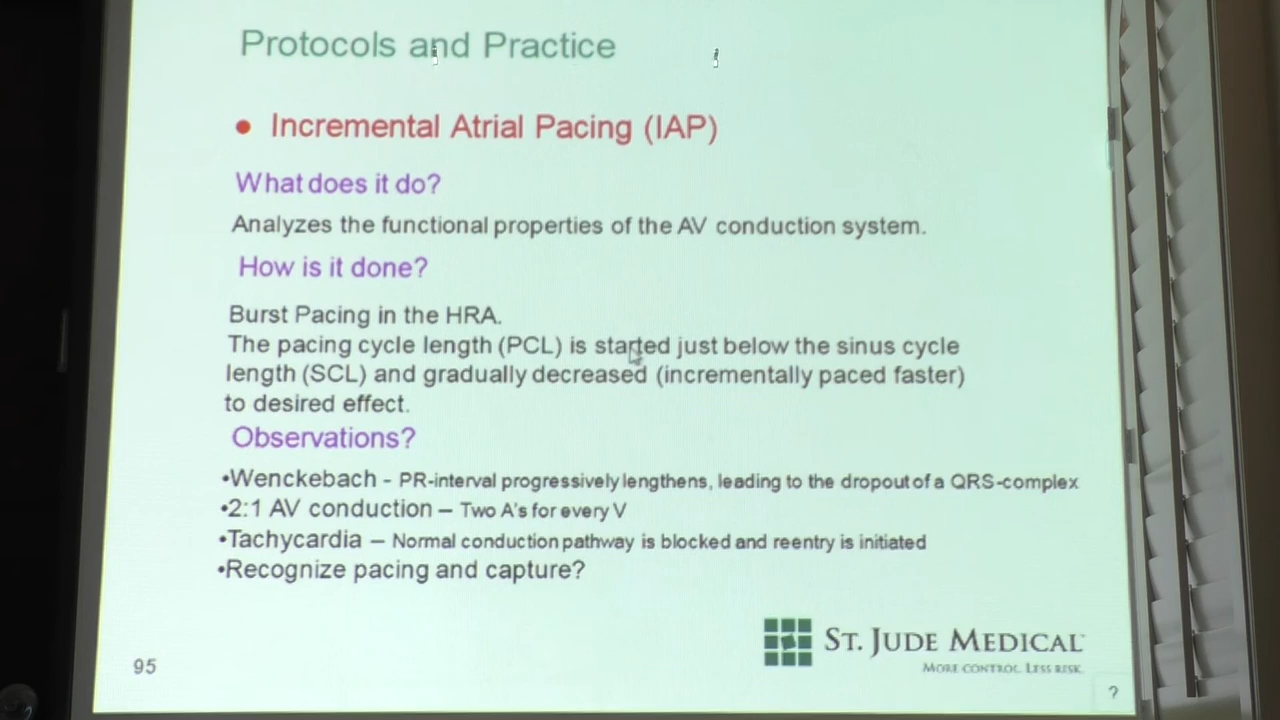 Protocols and Practice
● Incremental Atrial Pacing (IAP)
What does it do?
Analyzes the functional properties of the AV conduction system.
How is it done?
Burst Pacing in the HRA.
The pacing cycle length (PCL) is started just below the sinus cycle
length (SCL) and gradually decreased (incrementally paced faster)
to desired effect.
Observations?
•Wenckebach - PR-interval progressively lengthens, leading to the dropout of a QRS-complex
•2:1 AV conduction – Two A's for every V
•Tachycardia – Normal conduction pathway is blocked and reentry is initiated
•Recognize pacing and capture?
ST. JUDE MEDICAL
MORE CONTROL. LESS RISK.
95
?